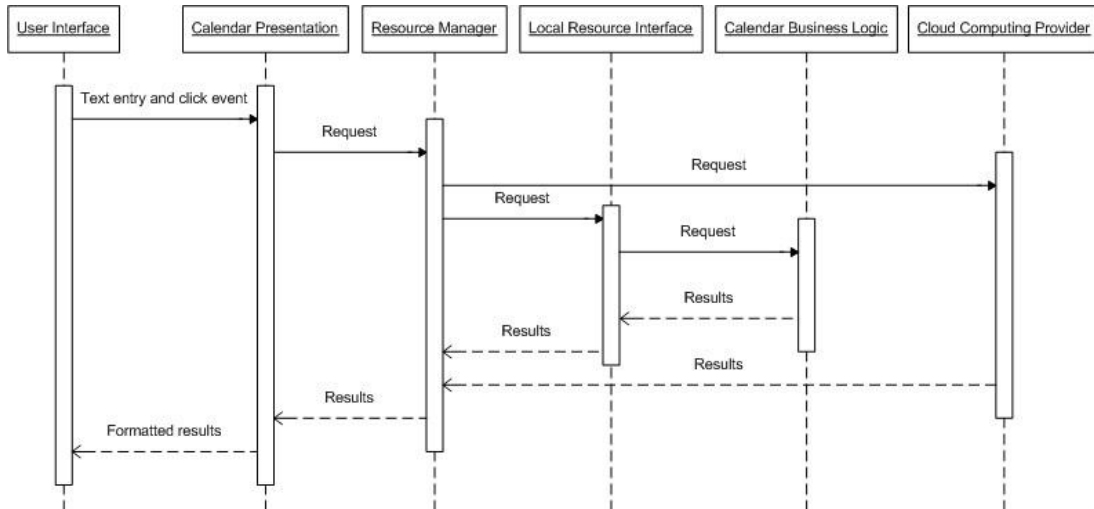 User Interface
Calendar Presentation
Resource Manager
Local Resource Interface
Calendar Business Logic
Cloud Computing Provider
Text entry and click event
Request
Request
Request
Request
Results
Results
Results
Results
Formatted results